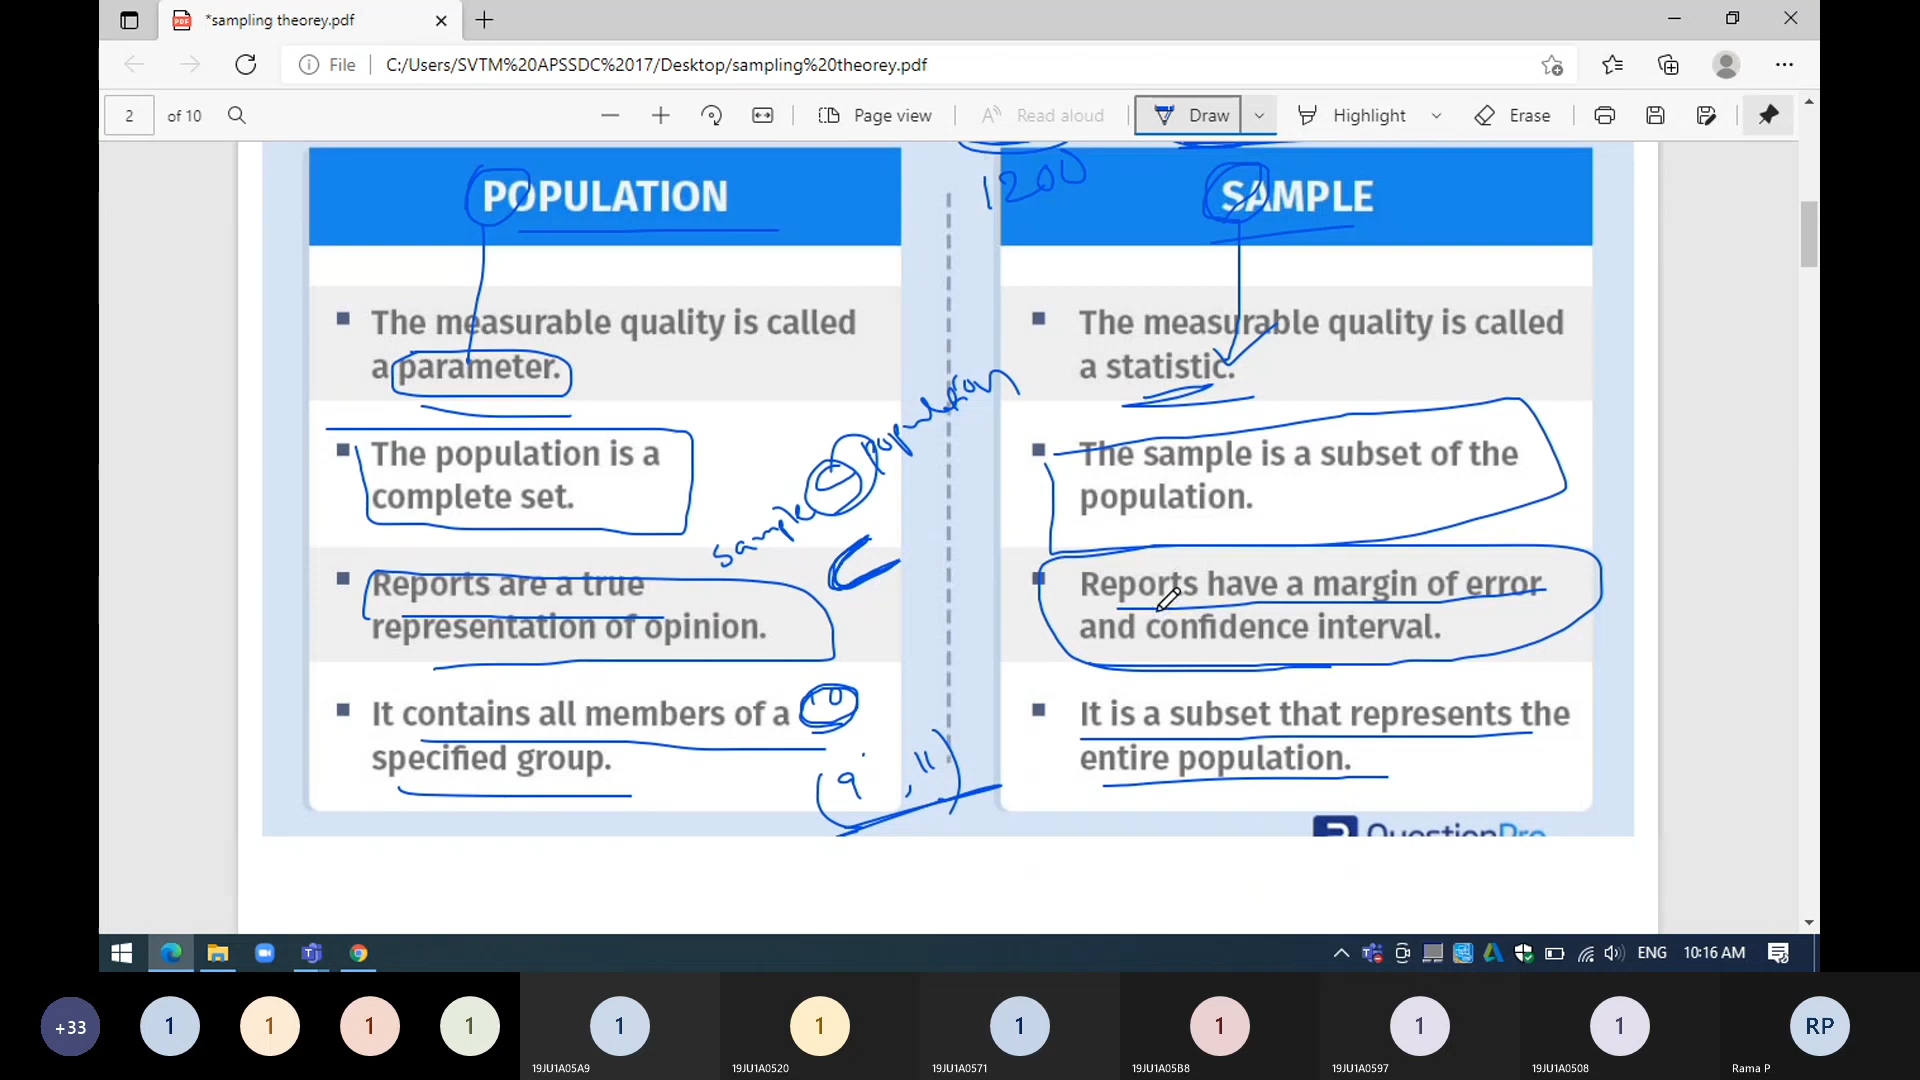 *sampling theorey.pdf
File
C:/Users/SVTM%20APSSDC%2017/Desktop/sampling%20theorey.pdf
2 of 10
Page view
Read aloud
Draw
Highlight
Erase
1200
POPULATION
The measurable quality is called
a parameter.
The population is a
complete set.
Reports are a true
representation of opinion.
It contains all members of a
specified group.
sample ⊆ population
10
(9, 11)
SAMPLE
The measurable quality is called
a statistic.
The sample is a subset of the
population.
Reports have a margin of error
and confidence interval.
It is a subset that represents the
entire population.
QuestionPro
ENG
10:16 AM
+33
1
1
1
1
1
1
1
1
1
1
RP
19JU1A05A9
19JU1A0520
19JU1A0571
19JU1A05B8
19JU1A0597
19JU1A0508
Rama P